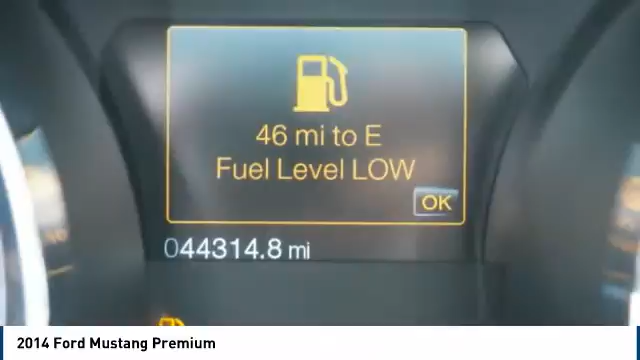 46 mi to E
Fuel Level LOW
OK
044314.8 mi
2014 Ford Mustang Premium